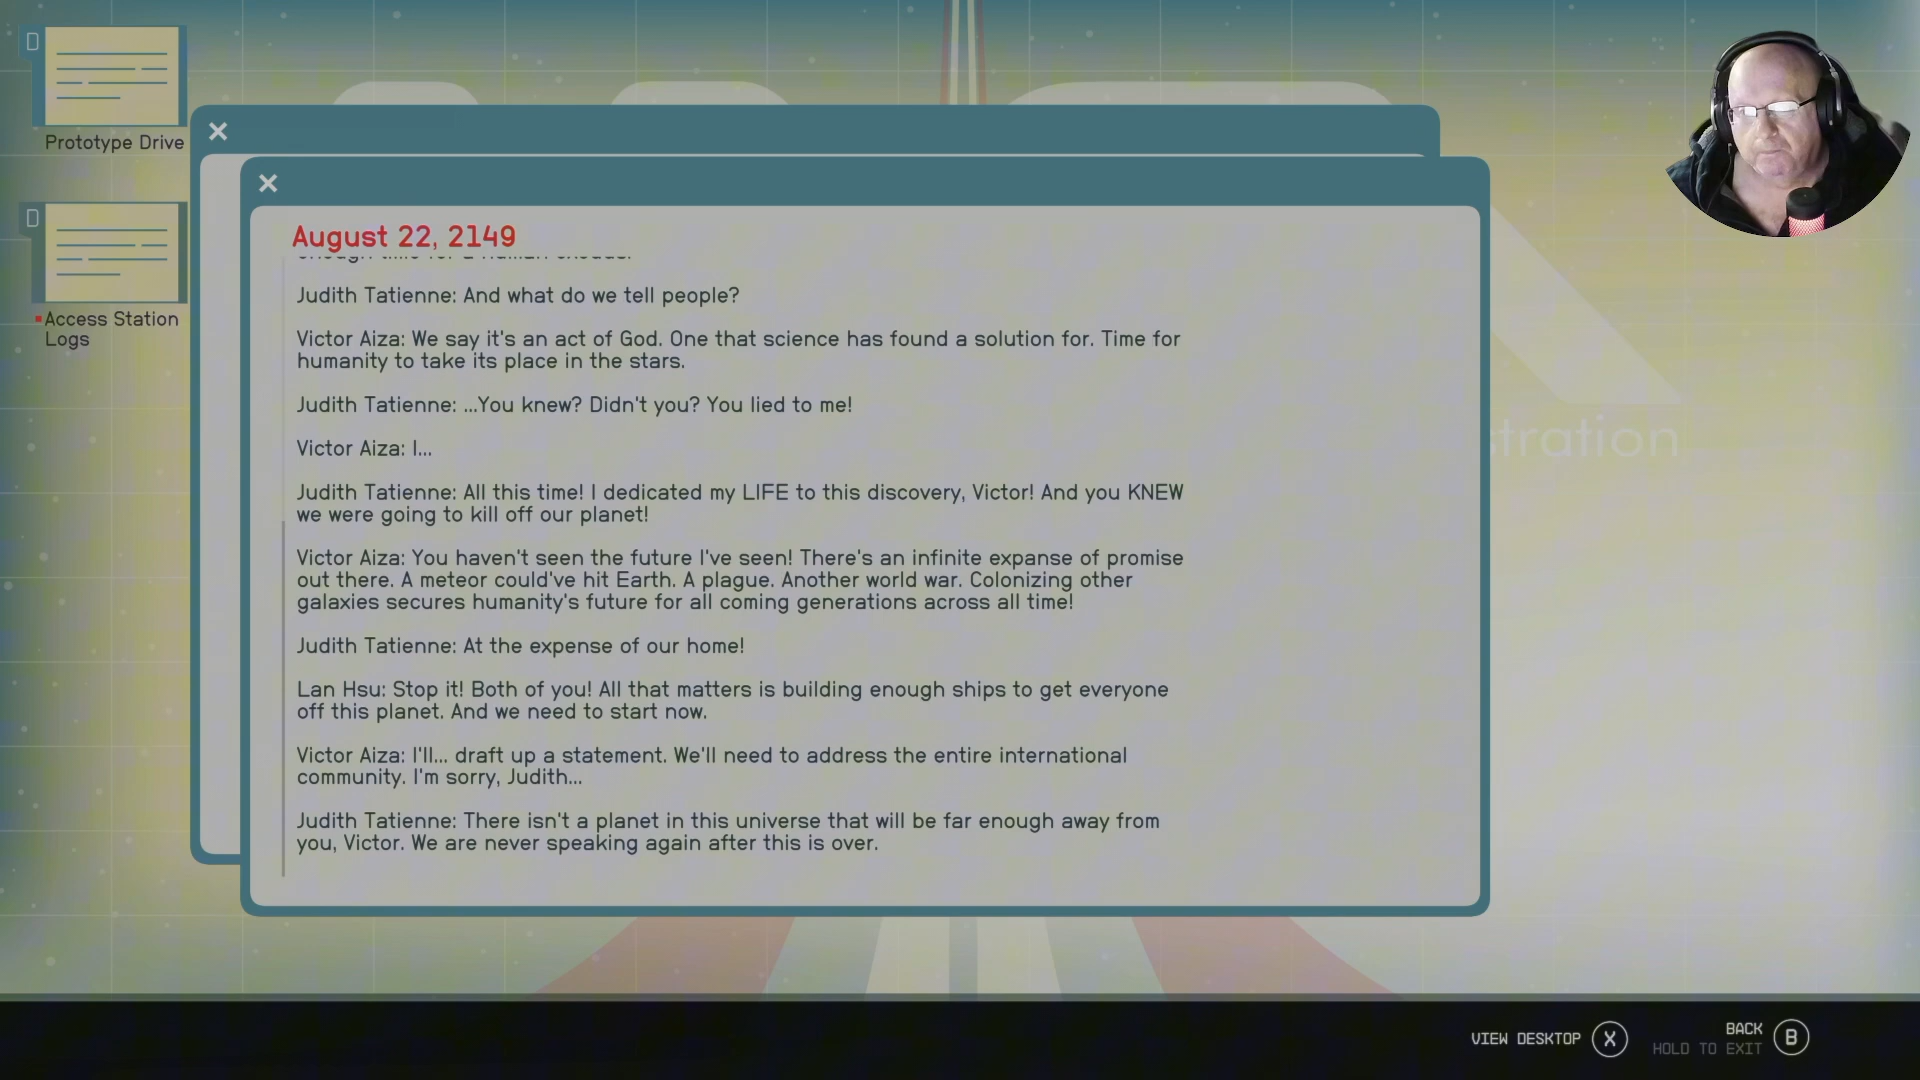 Prototype Drive
Access Station
Logs
August 22, 2149
enough time for a human exodus.
Judith Tatienne: And what do we tell people?
Victor Aiza: We say it's an act of God. One that science has found a solution for. Time for
humanity to take its place in the stars.
Judith Tatienne: ...You knew? Didn't you? You lied to me!
Victor Aiza: I...
Judith Tatienne: All this time! I dedicated my LIFE to this discovery, Victor! And you KNEW
we were going to kill off our planet!
Victor Aiza: You haven't seen the future I've seen! There's an infinite expanse of promise
out there. A meteor could've hit Earth. A plague. Another world war. Colonizing other
galaxies secures humanity's future for all coming generations across all time!
Judith Tatienne: At the expense of our home!
Lan Hsu: Stop it! Both of you! All that matters is building enough ships to get everyone
off this planet. And we need to start now.
Victor Aiza: I'll... draft up a statement. We'll need to address the entire international
community. I'm sorry, Judith...
Judith Tatienne: There isn't a planet in this universe that will be far enough away from
you, Victor. We are never speaking again after this is over.
stration
VIEW DESKTOP X
BACK B
HOLD TO EXIT